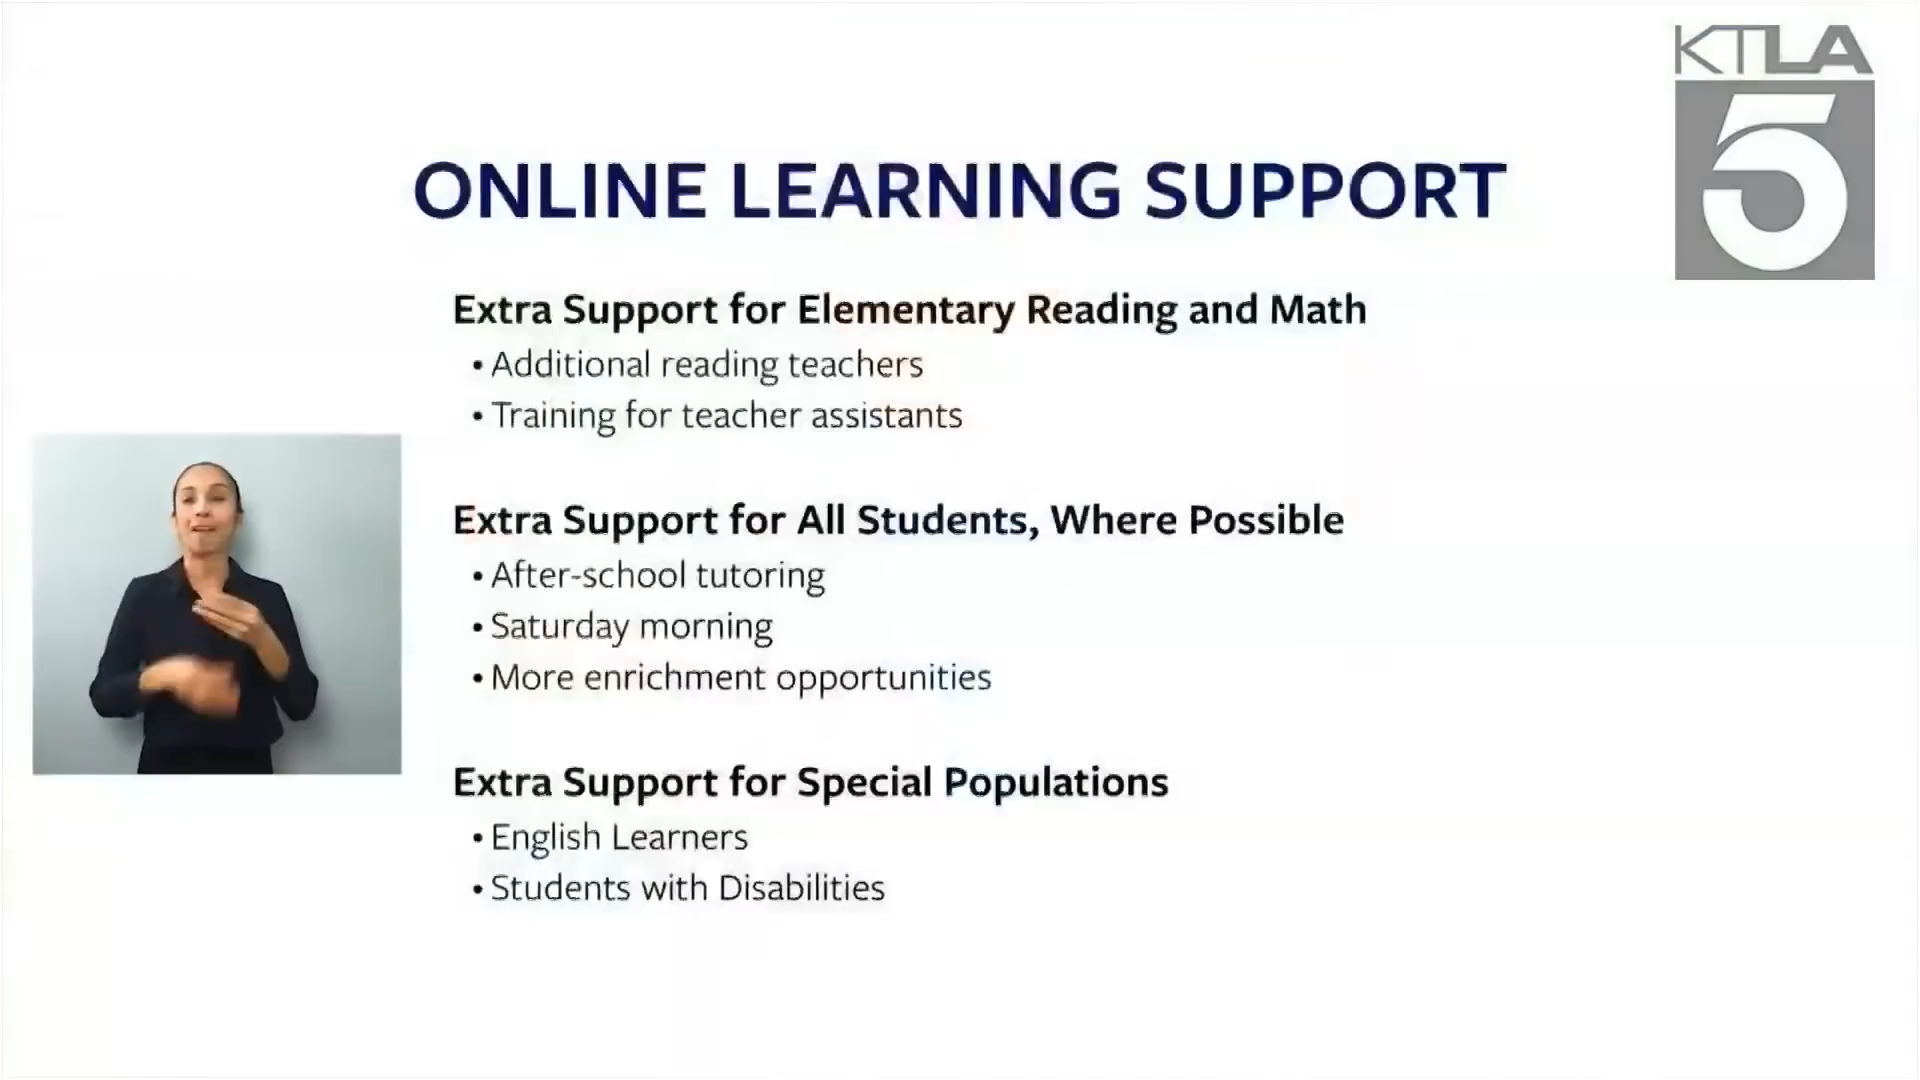 KTLA
5
ONLINE LEARNING SUPPORT
Extra Support for Elementary Reading and Math
• Additional reading teachers
• Training for teacher assistants
Extra Support for All Students, Where Possible
• After-school tutoring
• Saturday morning
• More enrichment opportunities
Extra Support for Special Populations
• English Learners
• Students with Disabilities